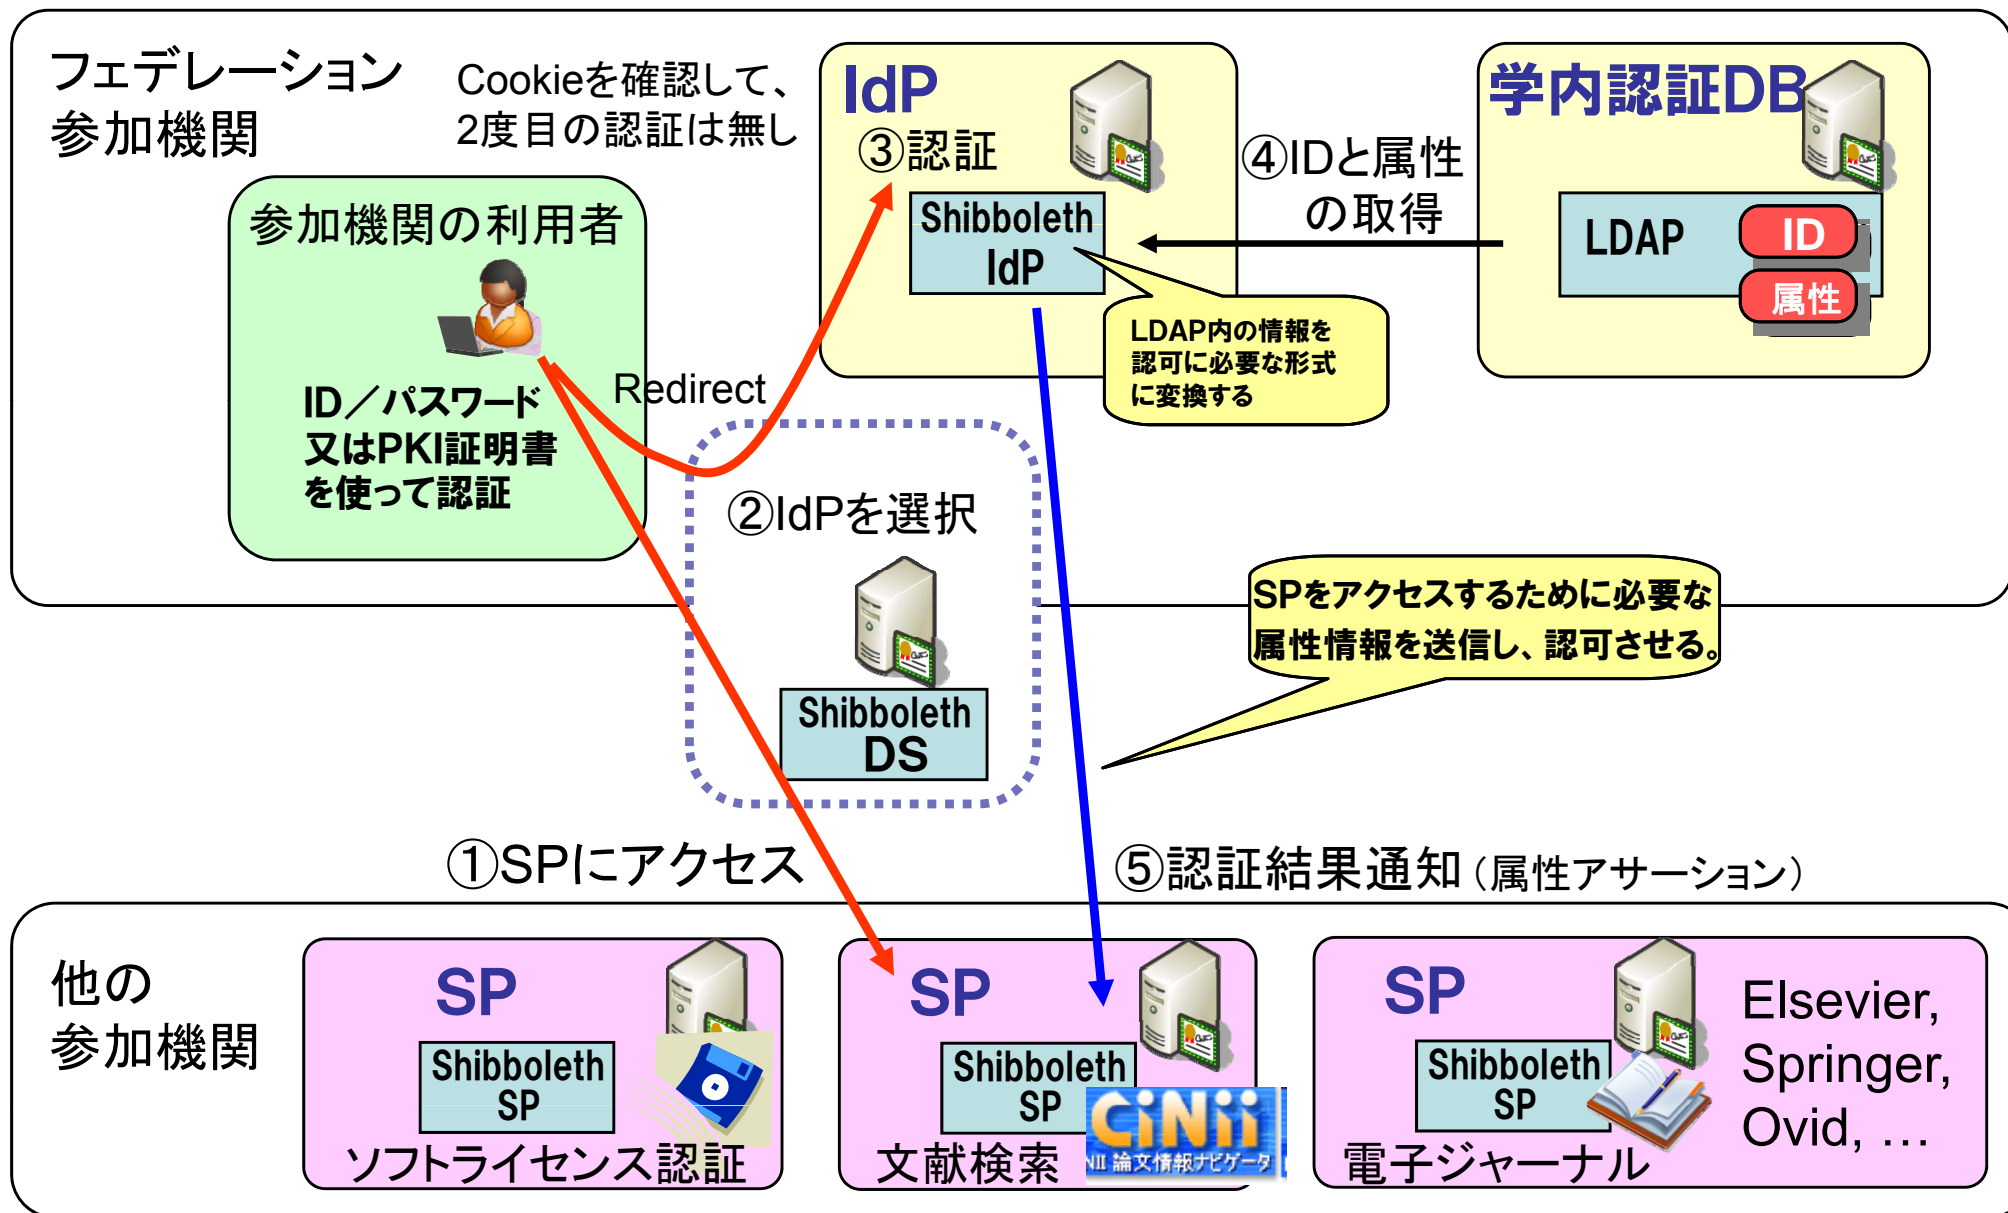 フェデレーション
参加機関
Cookieを確認して、
2度目の認証は無し
IdP
③認証
Shibboleth
IdP
④IDと属性
の取得
学内認証DB
LDAP
ID
属性
LDAP内の情報を
認可に必要な形式
に変換する
参加機関の利用者
ID／パスワード
又はPKI証明書
を使って認証
Redirect
②IdPを選択
Shibboleth
DS
SPをアクセスするために必要な
属性情報を送信し、認可させる。
①SPにアクセス
⑤認証結果通知（属性アサーション）
他の
参加機関
SP
Shibboleth
SP
ソフトライセンス認証
SP
Shibboleth
SP
文献検索
CiNii
NII 論文情報ナビゲータ
SP
Shibboleth
SP
電子ジャーナル
Elsevier,
Springer,
Ovid, …